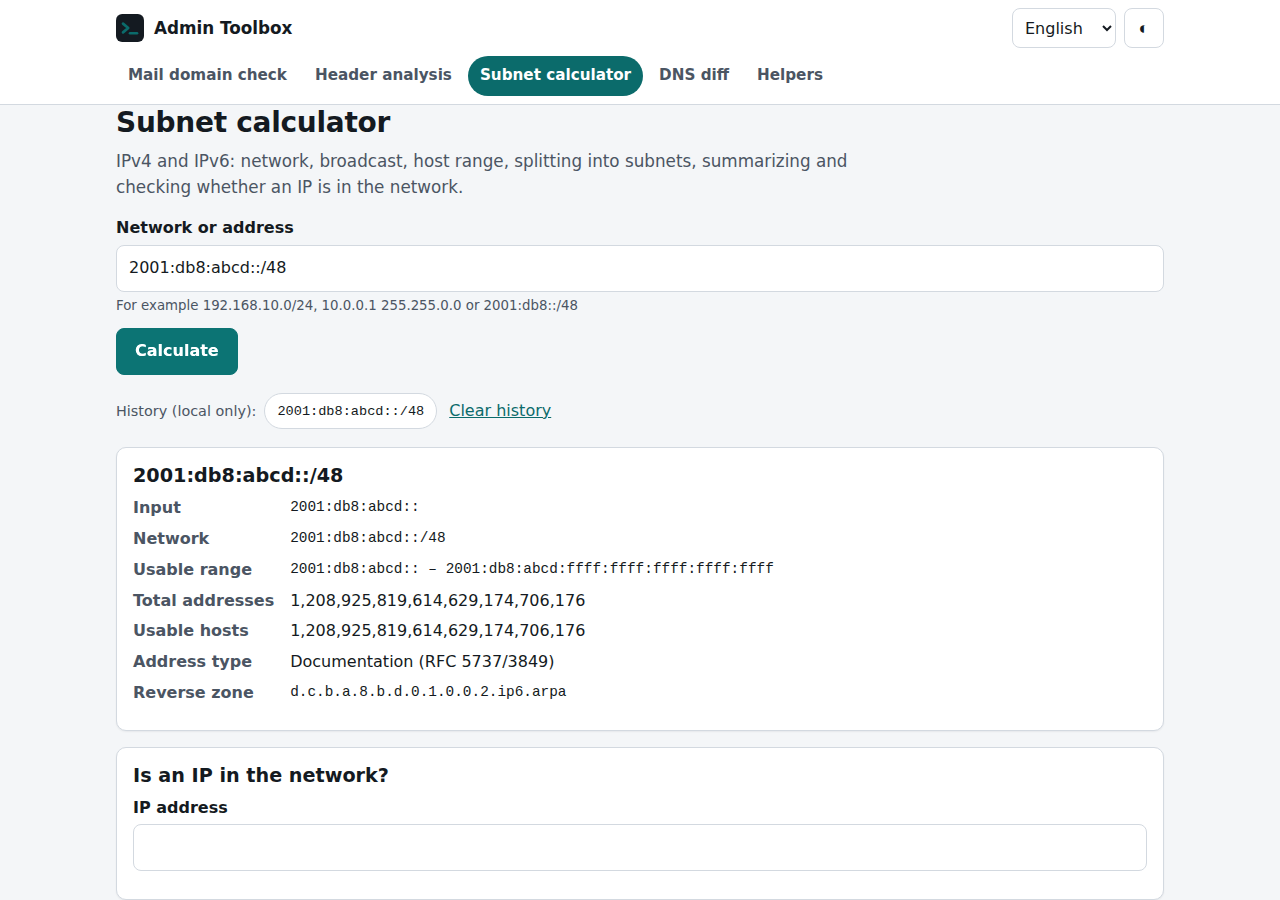 Admin Toolbox
English
Mail domain check Header analysis Subnet calculator DNS diff Helpers
Subnet calculator
IPv4 and IPv6: network, broadcast, host range, splitting into subnets, summarizing and
checking whether an IP is in the network.
Network or address
2001:db8:abcd::/48
For example 192.168.10.0/24, 10.0.0.1 255.255.0.0 or 2001:db8::/48
Calculate
History (local only): 2001:db8:abcd::/48 Clear history
2001:db8:abcd::/48
Input 2001:db8:abcd::
Network 2001:db8:abcd::/48
Usable range 2001:db8:abcd:: – 2001:db8:abcd:ffff:ffff:ffff:ffff:ffff
Total addresses 1,208,925,819,614,629,174,706,176
Usable hosts 1,208,925,819,614,629,174,706,176
Address type Documentation (RFC 5737/3849)
Reverse zone d.c.b.a.8.b.d.0.1.0.0.2.ip6.arpa
Is an IP in the network?
IP address